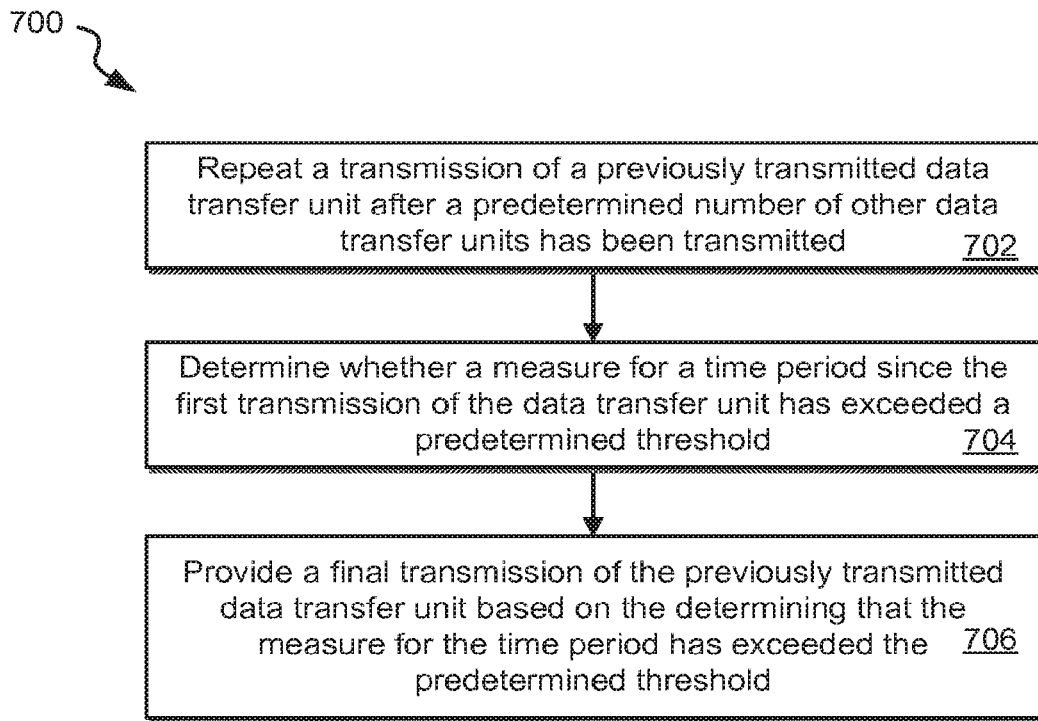 700
Repeat a transmission of a previously transmitted data
transfer unit after a predetermined number of other data
transfer units has been transmitted
702
Determine whether a measure for a time period since the
first transmission of the data transfer unit has exceeded a
predetermined threshold
704
Provide a final transmission of the previously transmitted
data transfer unit based on the determining that the
measure for the time period has exceeded the
706
predetermined threshold